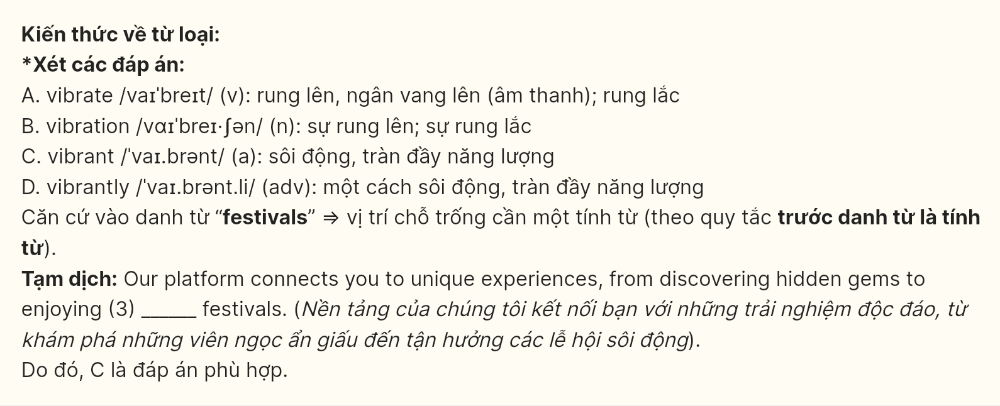 Kiến thức về từ loại:
*Xét các đáp án:
A. vibrate /vaɪˈbreɪt/ (v): rung lên, ngân vang lên (âm thanh); rung lắc
B. vibration /vɑɪˈbreɪ·ʃən/ (n): sự rung lên; sự rung lắc
C. vibrant /ˈvaɪ.brənt/ (a): sôi động, tràn đầy năng lượng
D. vibrantly /ˈvaɪ.brənt.li/ (adv): một cách sôi động, tràn đầy năng lượng
Căn cứ vào danh từ “festivals” ⇒ vị trí chỗ trống cần một tính từ (theo quy tắc trước danh từ là tính
từ).
Tạm dịch: Our platform connects you to unique experiences, from discovering hidden gems to
enjoying (3) ______ festivals. (Nền tảng của chúng tôi kết nối bạn với những trải nghiệm độc đáo, từ
khám phá những viên ngọc ẩn giấu đến tận hưởng các lễ hội sôi động).
Do đó, C là đáp án phù hợp.